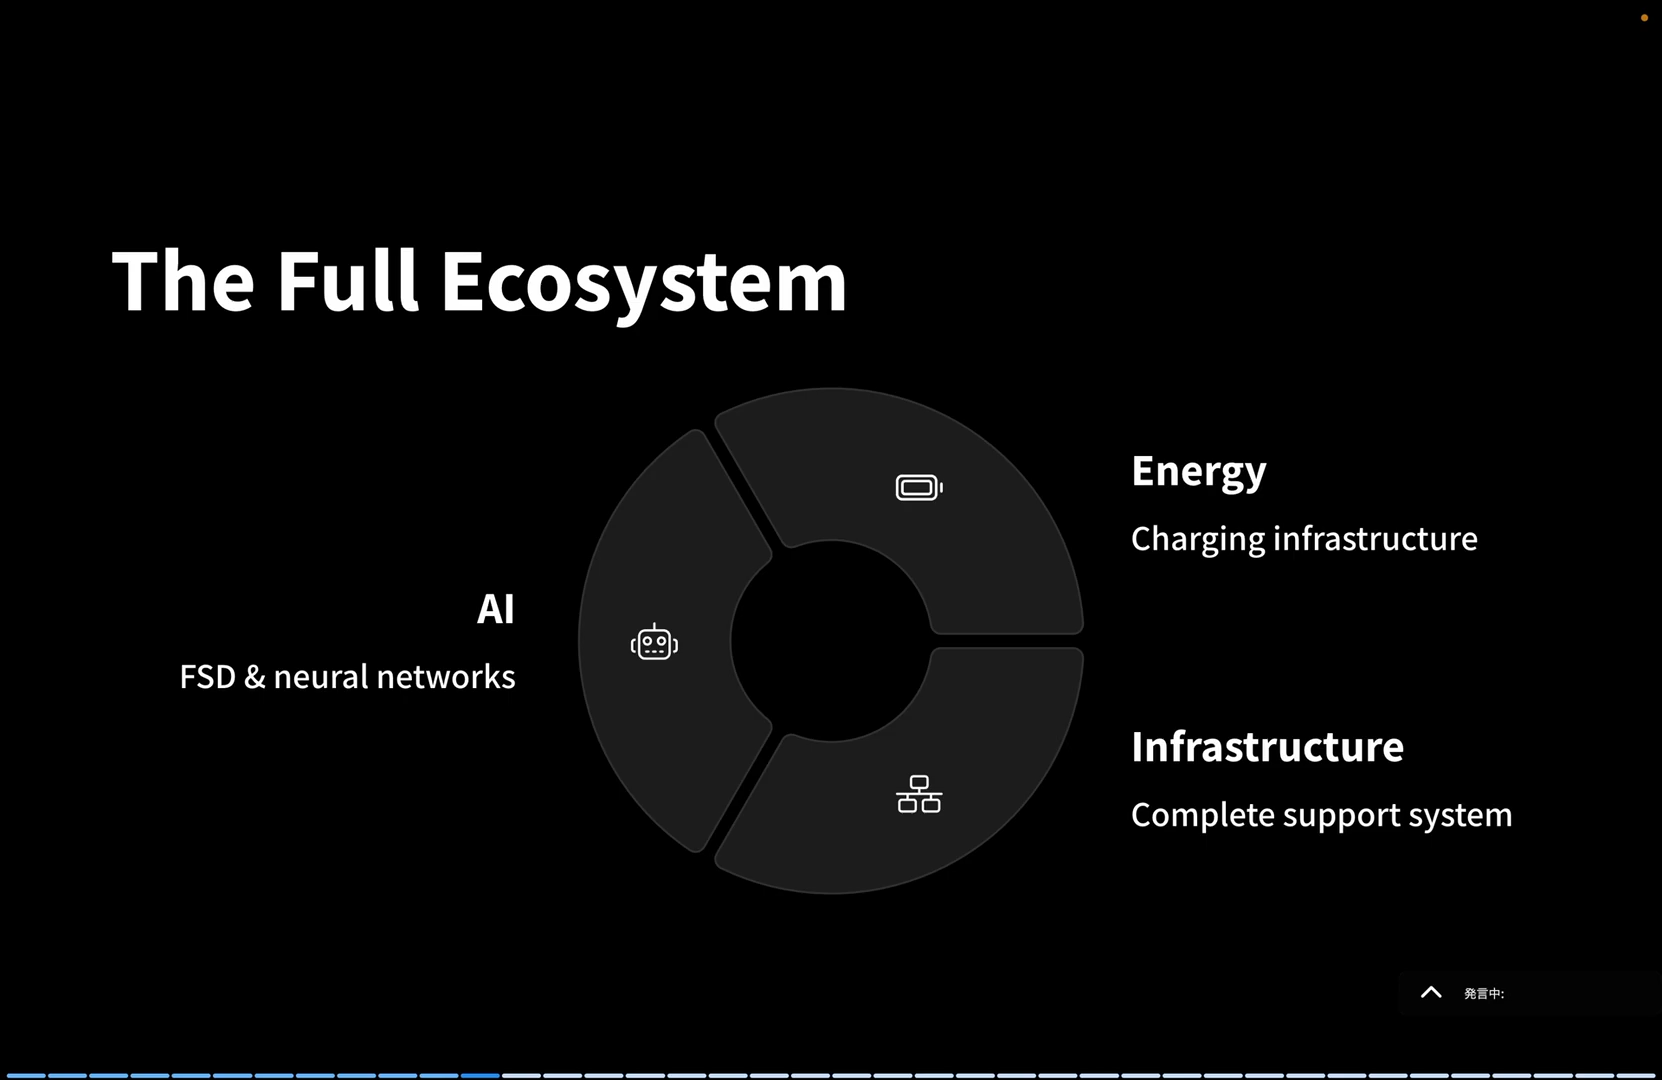 The Full Ecosystem
Energy
Charging infrastructure
AI
FSD & neural networks
Infrastructure
Complete support system
発言中: